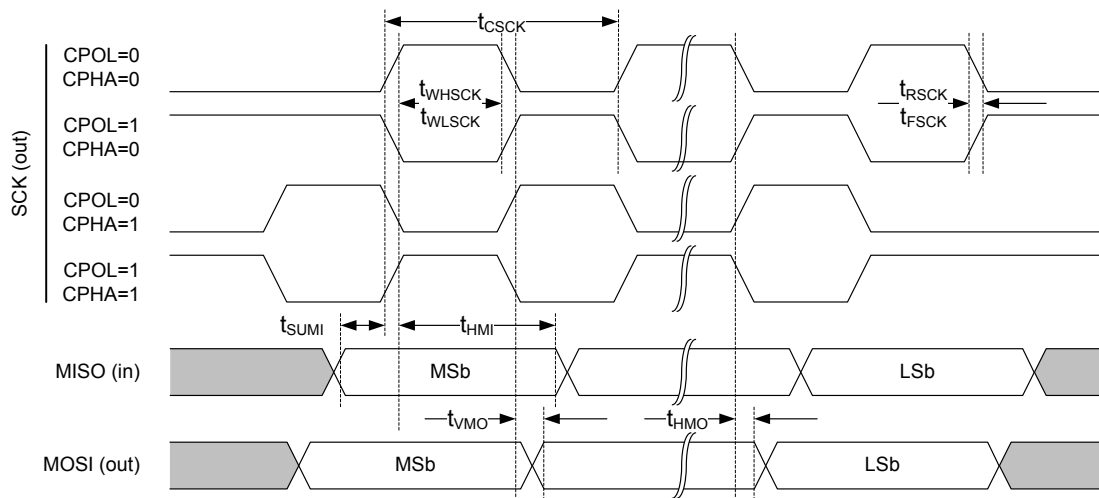 SCK (out)
CPOL=0
CPHA=0
CPOL=1
CPHA=0
CPOL=0
CPHA=1
CPOL=1
CPHA=1
tCSCK
tWHSCK
tWLSCK
tRSCK
tFSCK
tSUMI
tHMI
MISO (in)
MSb
LSb
tVMO
tHMO
MOSI (out)
MSb
LSb